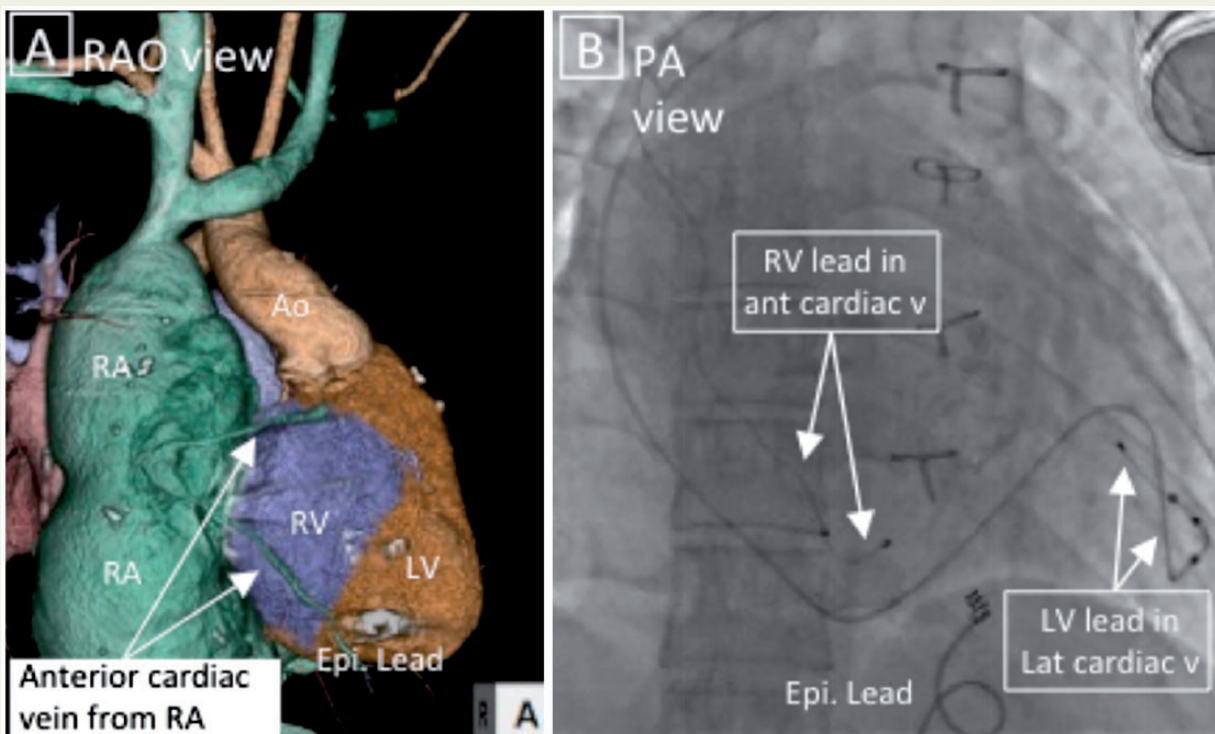 A RAO view
Ao
RA
RV
RA
LV
Epi. Lead
Anterior cardiac
vein from RA
R A
B PA
view
RV lead in
ant cardiac v
LV lead in
Lat cardiac v
Epi. Lead